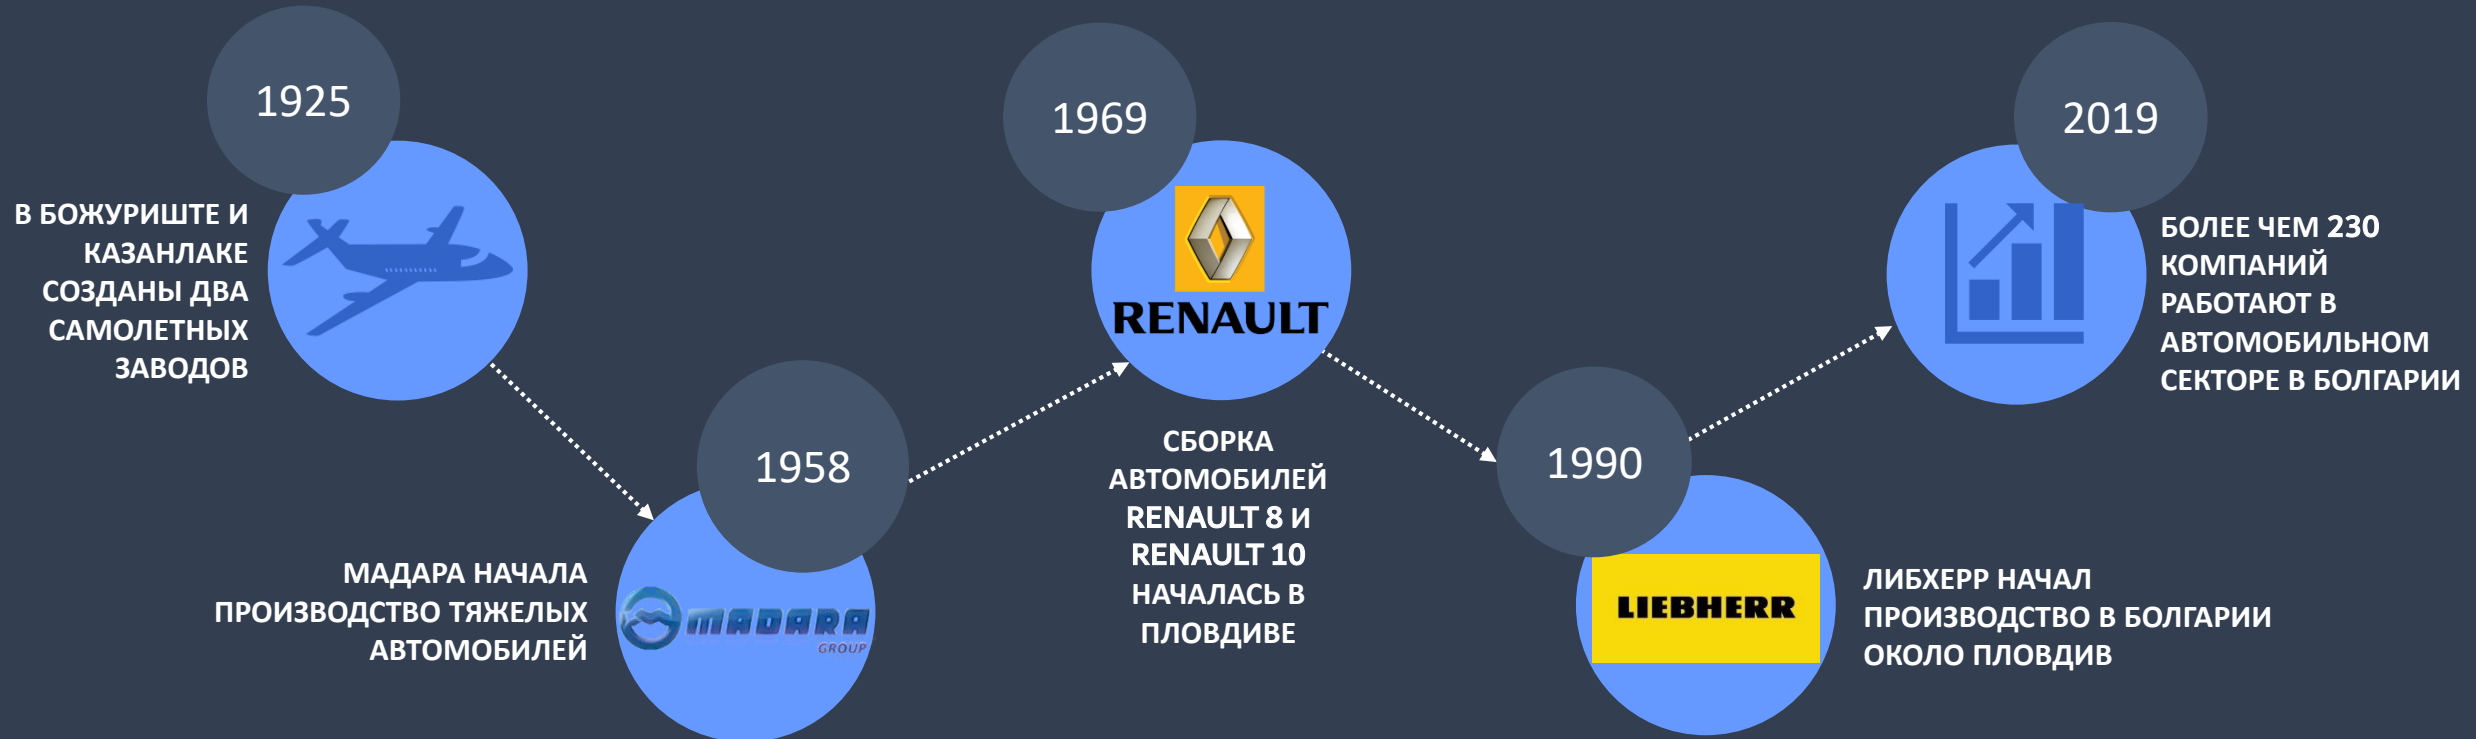 1925
В БОЖУРИШТЕ И
КАЗАНЛАКЕ
СОЗДАНЫ ДВА
САМОЛЕТНЫХ
ЗАВОДОВ
1958
МАДАРА НАЧАЛА
ПРОИЗВОДСТВО ТЯЖЕЛЫХ
АВТОМОБИЛЕЙ
MADARA
GROUP
1969
RENAULT
СБОРКА
АВТОМОБИЛЕЙ
RENAULT 8 И
RENAULT 10
НАЧАЛАСЬ В
ПЛОВДИВЕ
1990
LIEBHERR
ЛИБХЕРР НАЧАЛ
ПРОИЗВОДСТВО В БОЛГАРИИ
ОКОЛО ПЛОВДИВ
2019
БОЛЕЕ ЧЕМ 230
КОМПАНИЙ
РАБОТАЮТ В
АВТОМОБИЛЬНОМ
СЕКТОРЕ В БОЛГАРИИ